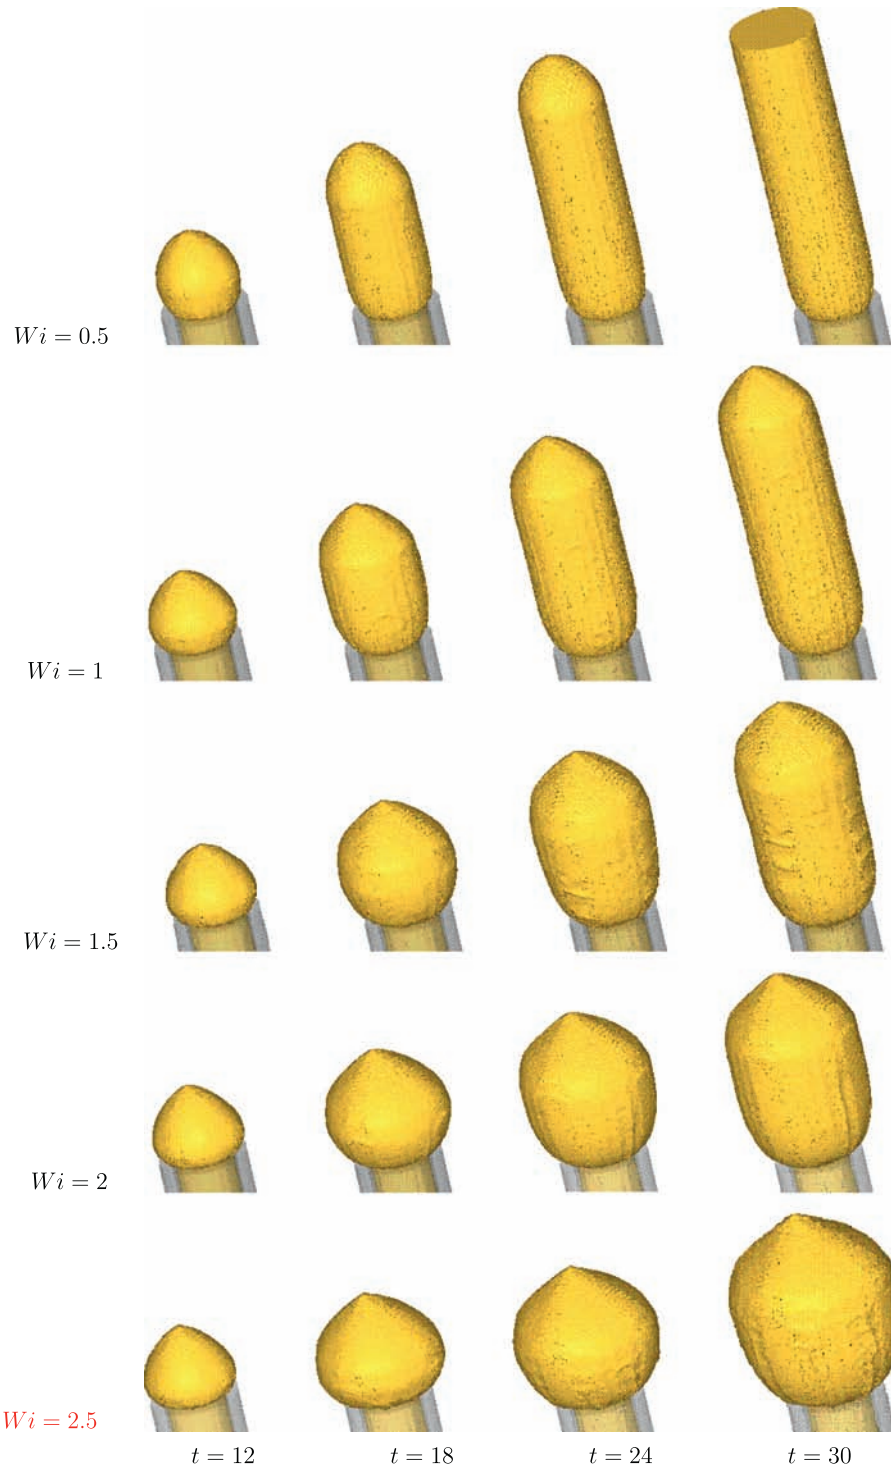 Wi = 0.5
Wi = 1
Wi = 1.5
Wi = 2
Wi = 2.5
t = 12 t = 18 t = 24 t = 30